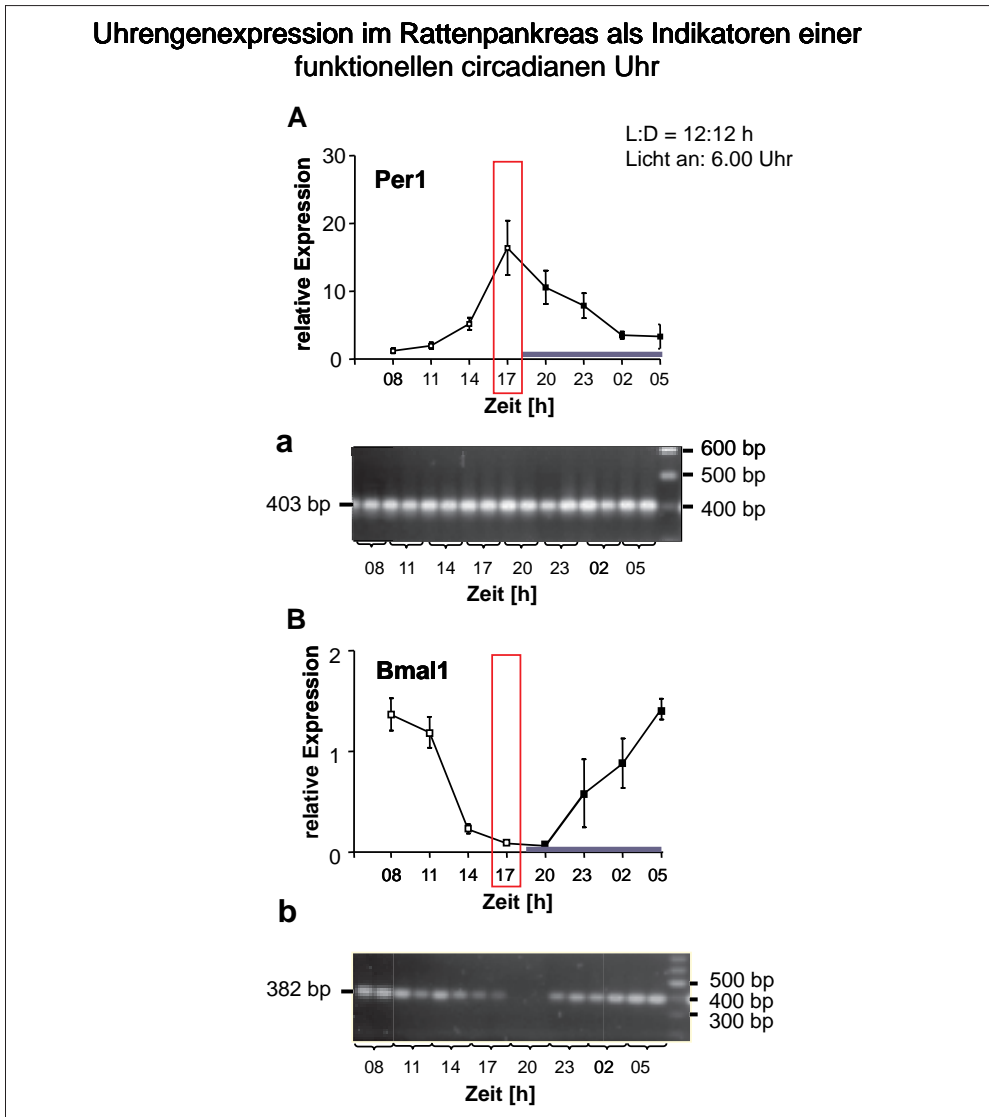 Uhrengenexpression im Rattenpankreas als Indikatoren einer
funktionellen circadianen Uhr
A
L:D = 12:12 h
Licht an: 6.00 Uhr
Per1
relative Expression
30
20
10
0
08 11 14 17 20 23 02 05
Zeit [h]
a
403 bp
600 bp
500 bp
400 bp
08 11 14 17 20 23 02 05
Zeit [h]
B
Bmal1
relative Expression
2
1
0
08 11 14 17 20 23 02 05
Zeit [h]
b
382 bp
500 bp
400 bp
300 bp
08 11 14 17 20 23 02 05
Zeit [h]